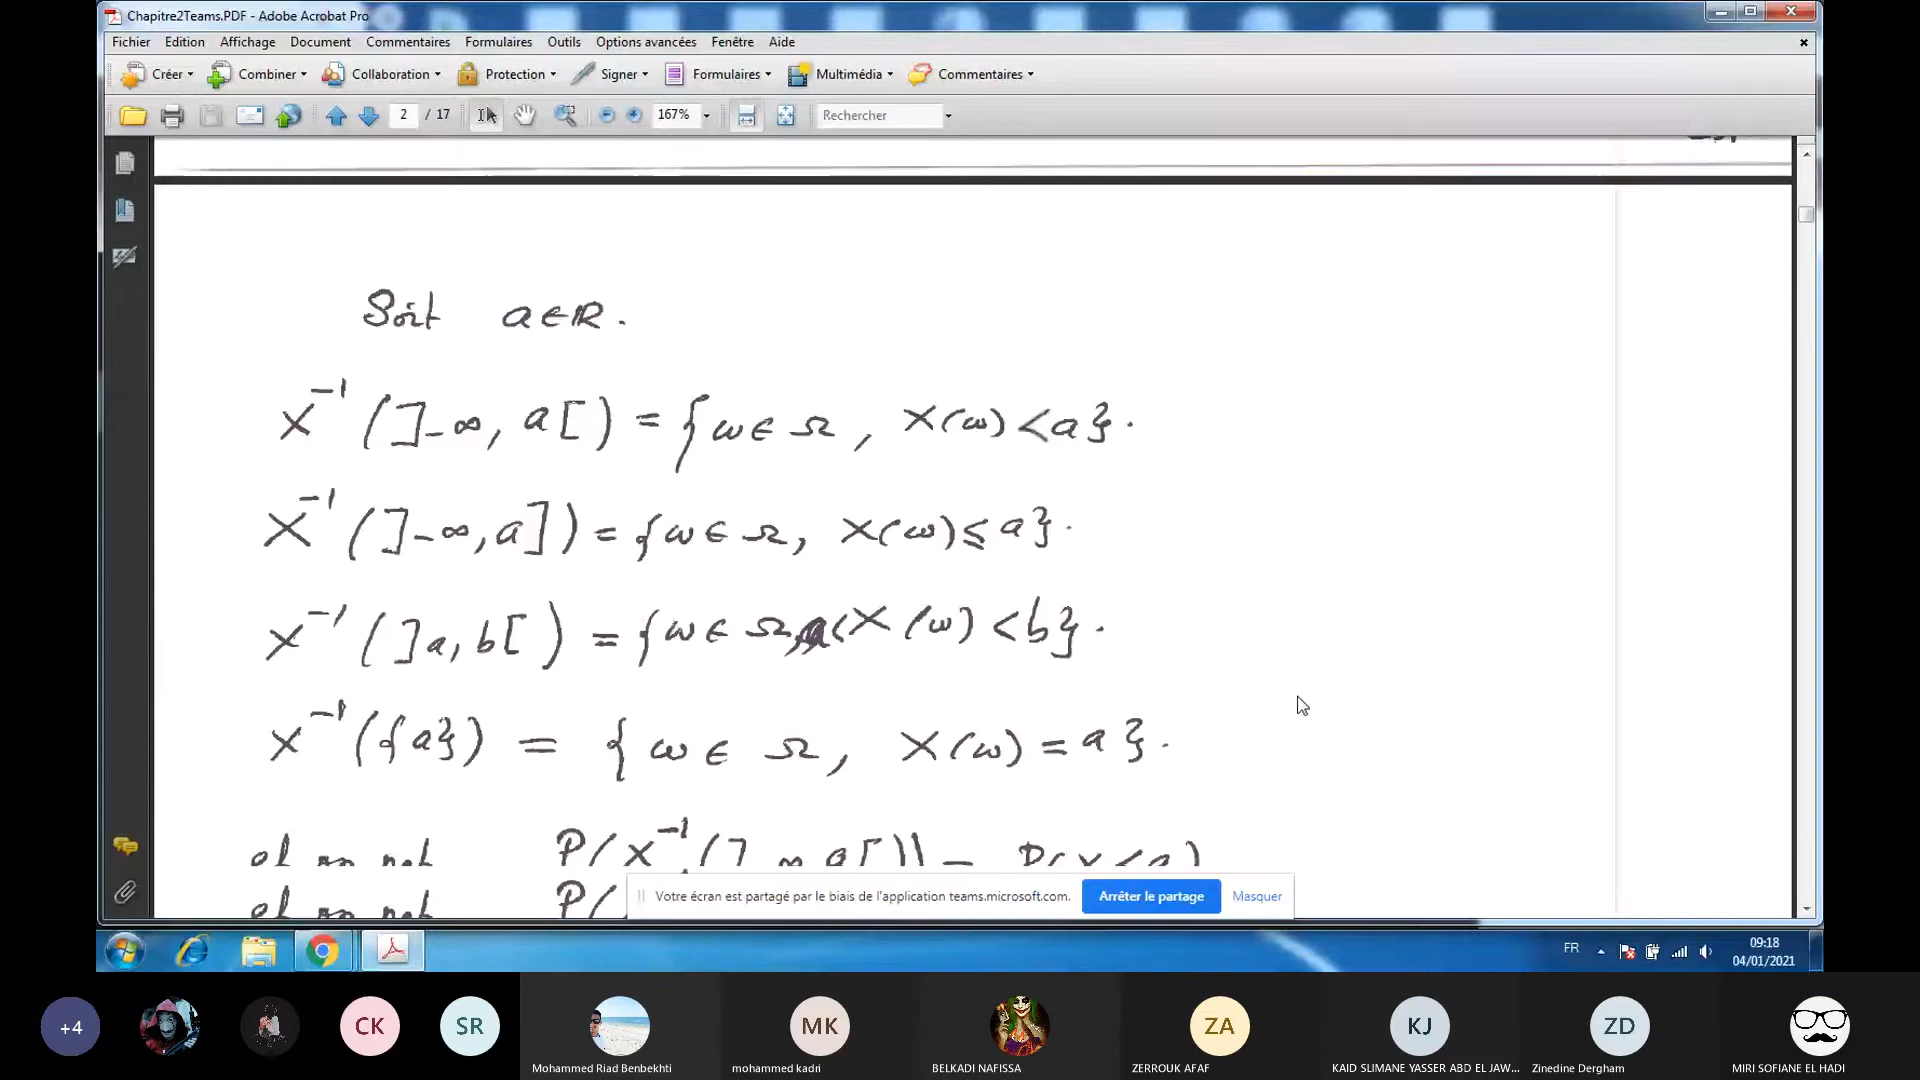 Chapitre2Teams.PDF - Adobe Acrobat Pro
Fichier Edition Affichage Document Commentaires Formulaires Outils Options avancées Fenêtre Aide
Créer Combiner Collaboration Protection Signer Formulaires Multimédia Commentaires
2 / 17 167% Rechercher
Soit a∈ℝ.
X⁻¹(]-∞, a[) = {ω∈Ω, X(ω)<a}.
X⁻¹(]-∞, a]) = {ω∈Ω, X(ω)≤a}.
X⁻¹(]a, b[) = {ω∈Ω, a<X(ω)<b}.
X⁻¹({a}) = {ω∈Ω, X(ω)=a}.
P(X⁻¹(]-∞ a[)) = P(X<a)
P(
Votre écran est partagé par le biais de l'application teams.microsoft.com. Arrêter le partage Masquer
FR 09:18
04/01/2021
+4 CK SR MK ZA KJ ZD
Mohammed Riad Benbekhti mohammed kadri BELKADI NAFISSA ZERROUK AFAF KAID SLIMANE YASSER ABD EL JAW... Zinedine Dergham MIRI SOFIANE EL HADI